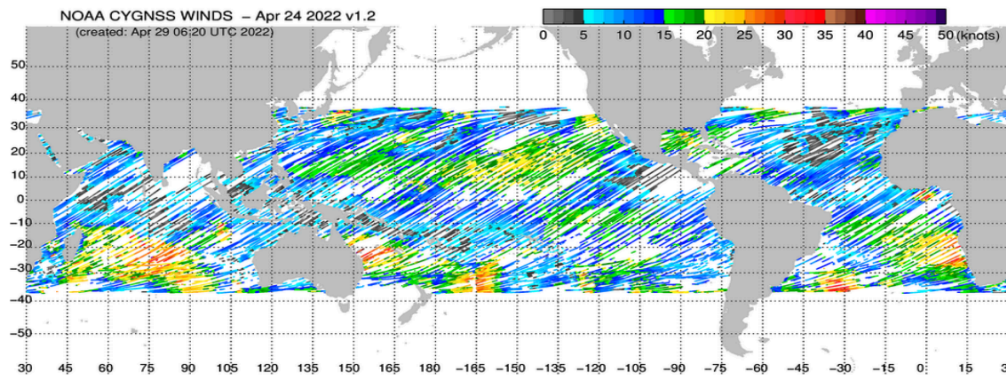 NOAA CYGNSS WINDS – Apr 24 2022 v1.2
(created: Apr 29 06:20 UTC 2022)
0 5 10 15 20 25 30 35 40 45 50 (knots)
50
40
30
20
10
0
−10
−20
−30
−40
−50
30 45 60 75 90 105 120 135 150 165 180 −165 −150 −135 −120 −105 −90 −75 −60 −45 −30 −15 0 15 3